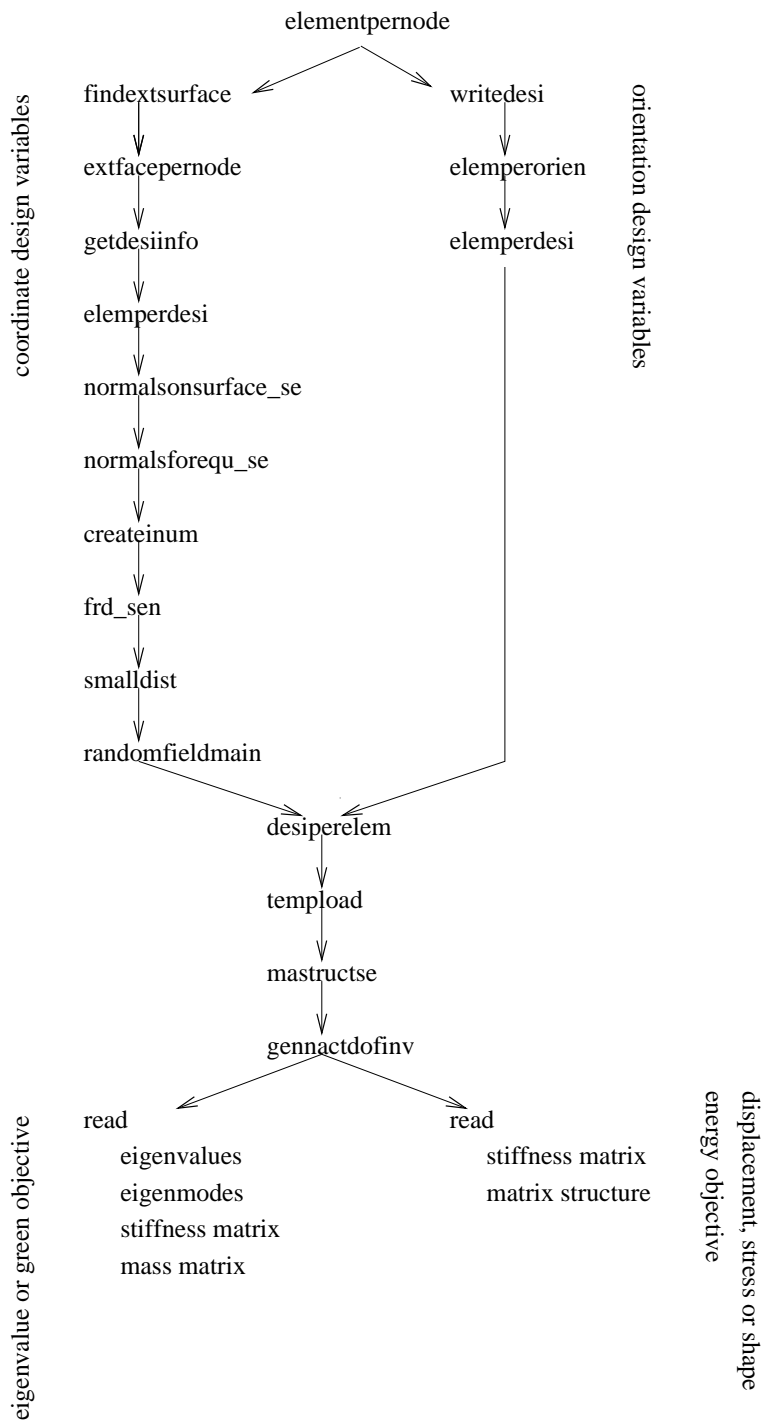 elementpernode
findextsurface
writedesi
coordinate design variables
orientation design variables
extfacepernode
elemperorien
getdesiinfo
elemperdesi
elemperdesi
normalsonsurface_se
normalsforequ_se
createinum
frd_sen
smalldist
randomfieldmain
desiperelem
tempload
mastructse
gennactdofinv
eigenvalue or green objective
read
eigenvalues
eigenmodes
stiffness matrix
mass matrix
read
stiffness matrix
matrix structure
displacement, stress or shape
energy objective